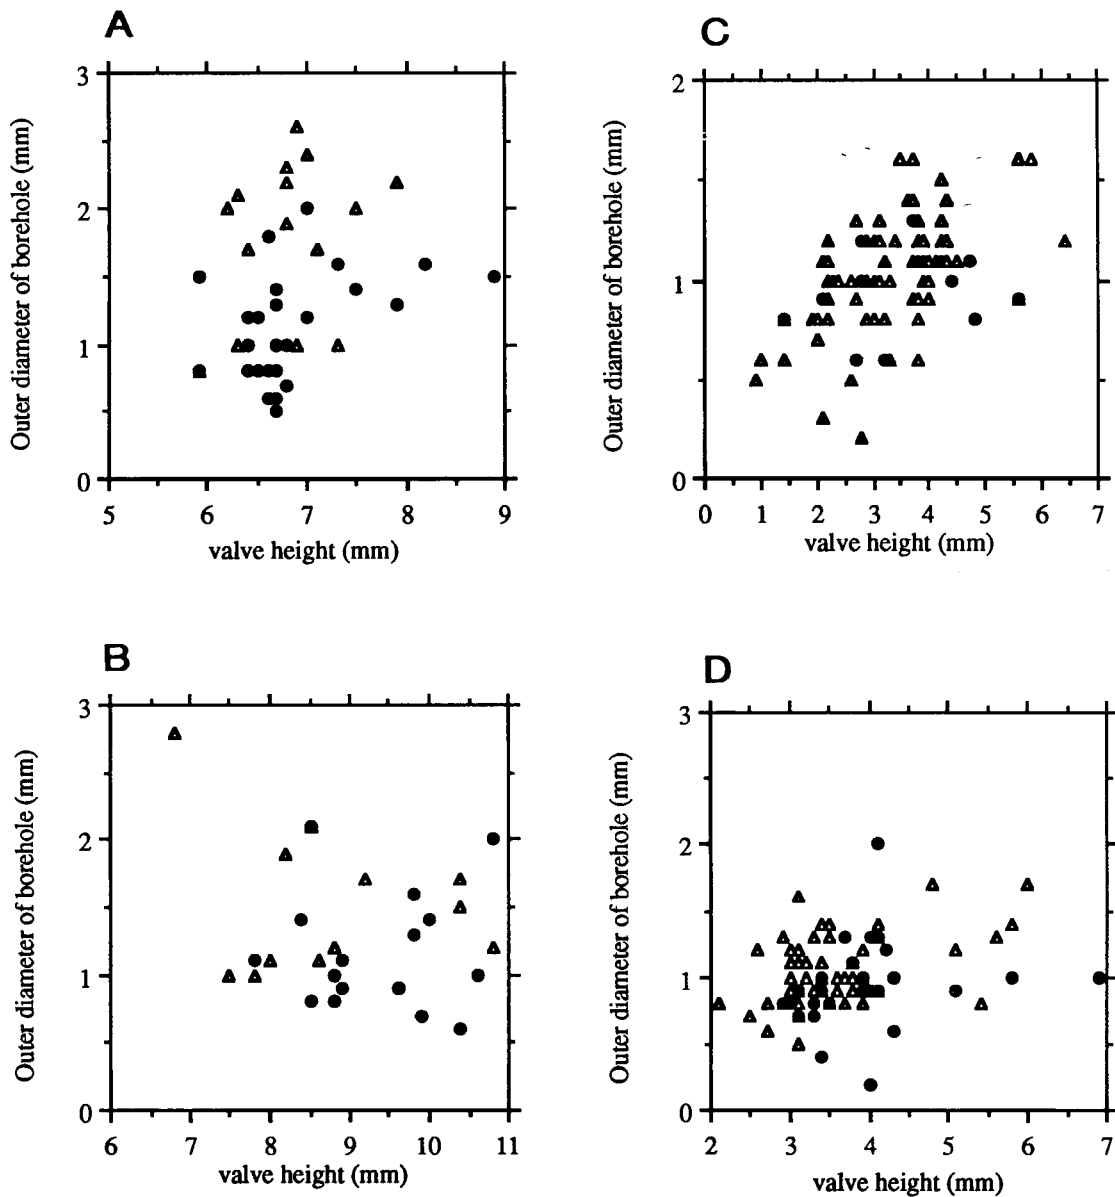 A
3
2
1
0
Outer diameter of borehole (mm)
5 6 7 8 9
valve height (mm)
C
2
1
0
Outer diameter of borehole (mm)
0 1 2 3 4 5 6 7
valve height (mm)
B
3
2
1
0
Outer diameter of borehole (mm)
6 7 8 9 10 11
valve height (mm)
D
3
2
1
0
Outer diameter of borehole (mm)
2 3 4 5 6 7
valve height (mm)